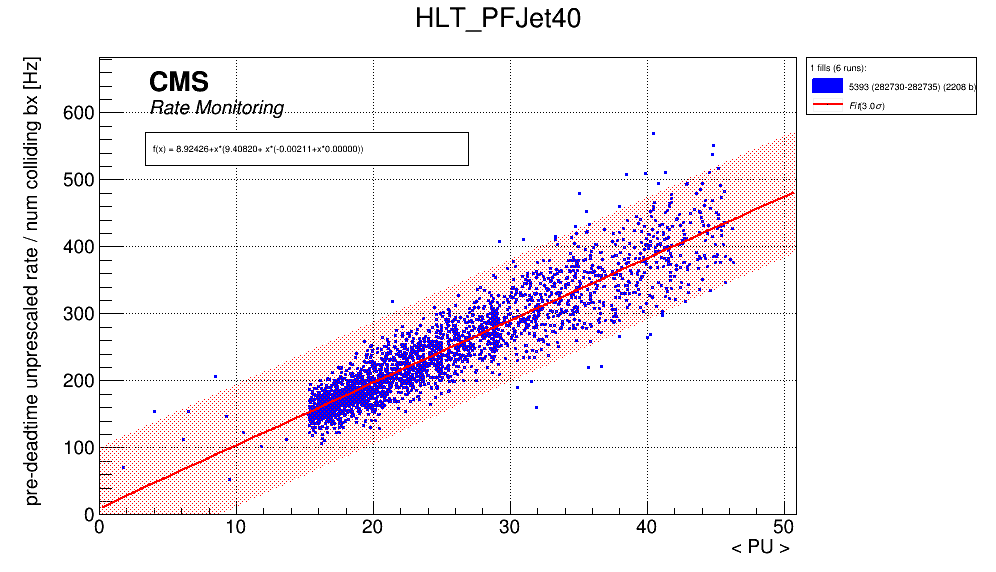 HLT_PFJet40
pre-deadtime unprescaled rate / num colliding bx [Hz]
CMS
Rate Monitoring
f(x) = 8.92426+x*(9.40820+ x*(-0.00211+x*0.00000))
1 fills (6 runs):
5393 (282730-282735) (2208 b)
Fit(3.0σ)
600
500
400
300
200
100
0
0 10 20 30 40 50
< PU >